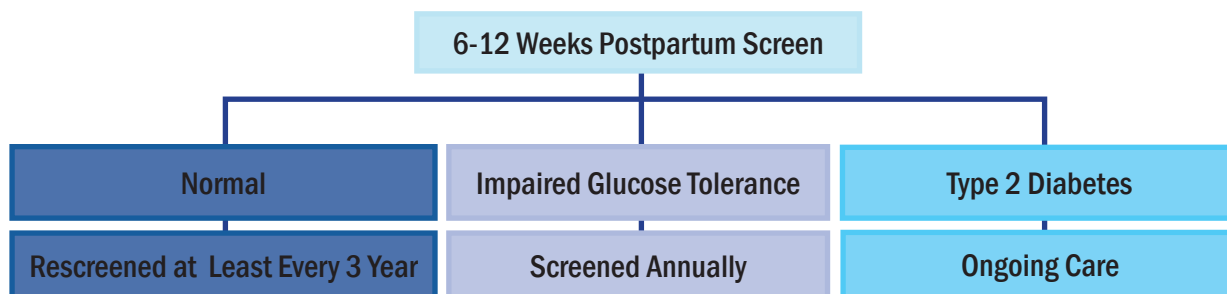 6-12 Weeks Postpartum Screen
Normal
Impaired Glucose Tolerance
Type 2 Diabetes
Rescreened at Least Every 3 Year
Screened Annually
Ongoing Care